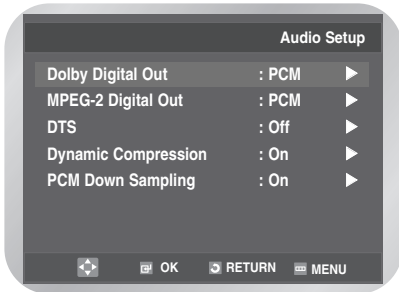 Audio Setup
Dolby Digital Out : PCM
MPEG-2 Digital Out : PCM
DTS : Off
Dynamic Compression : On
PCM Down Sampling : On
OK RETURN MENU